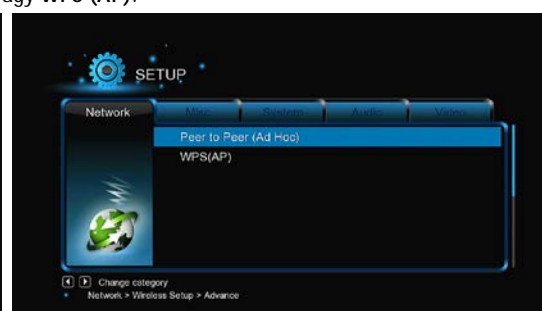 agy WPS (AP).
SETUP
Network Misc System Audio Video
Peer to Peer (Ad Hoc)
WPS(AP)
Change category
Network > Wireless Setup > Advance